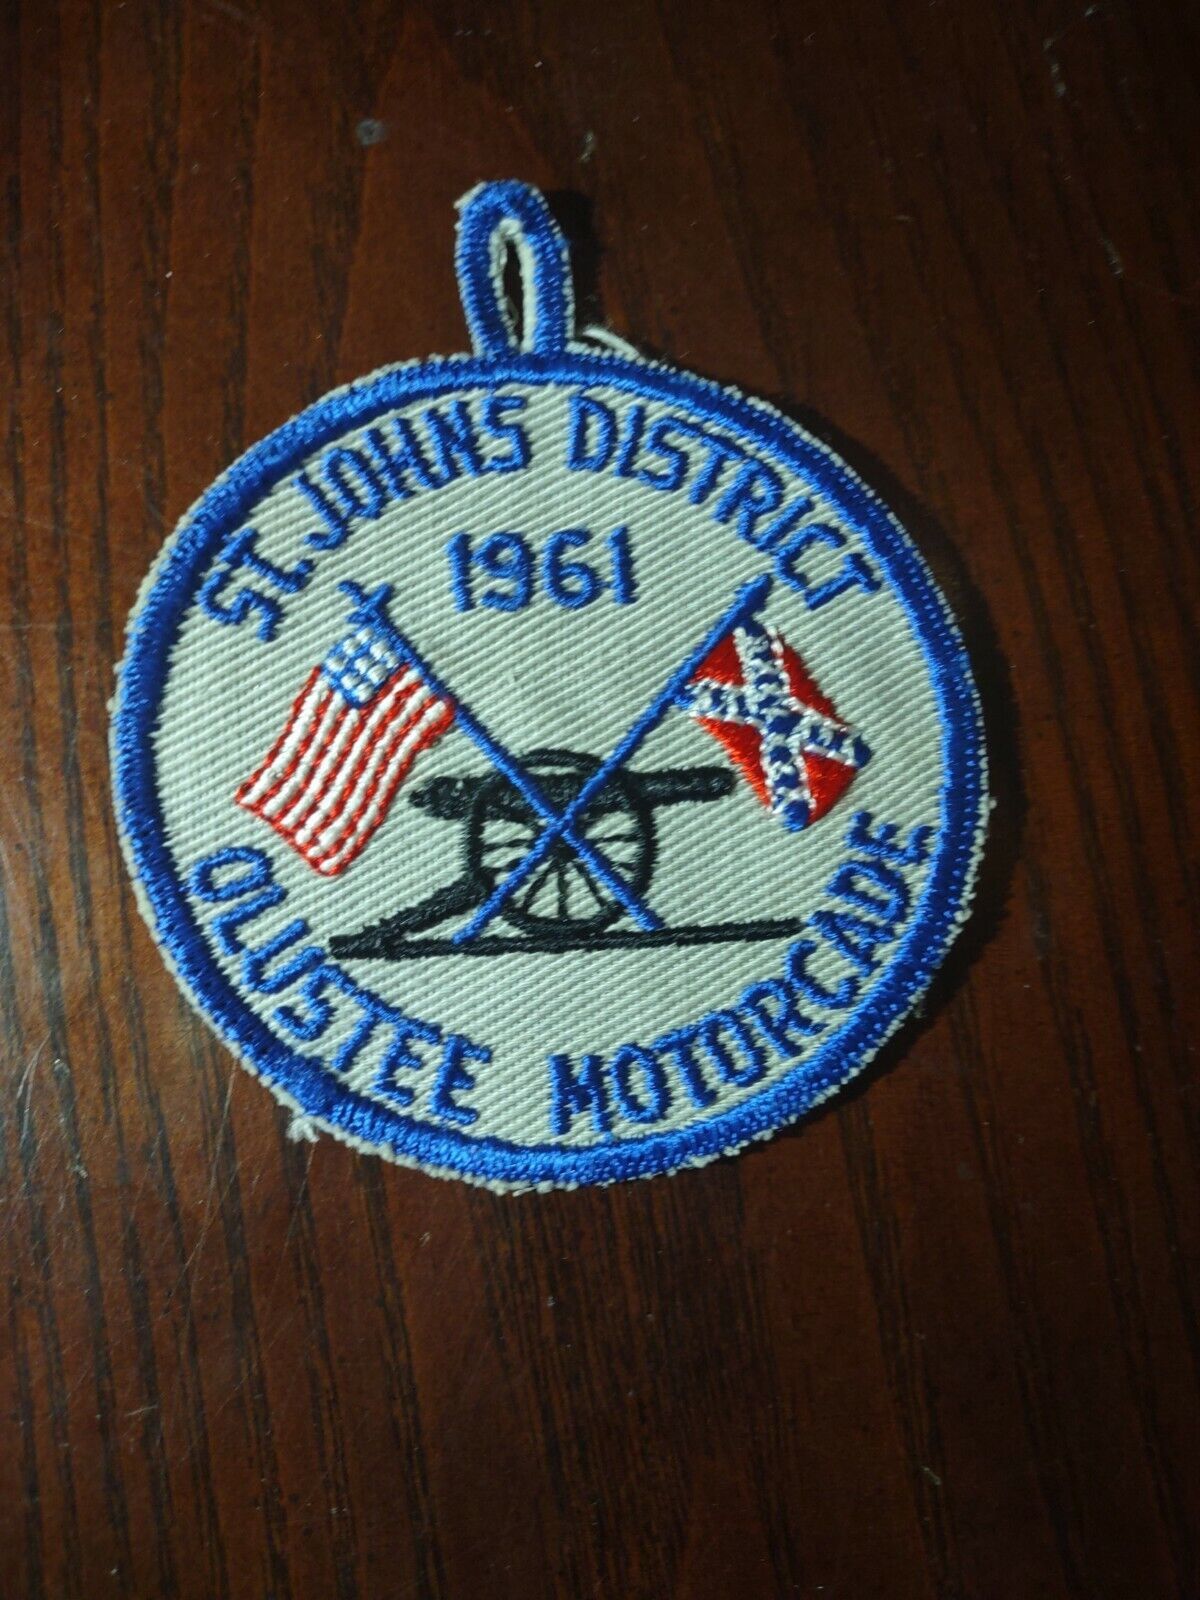 ST. JOHNS DISTRICT
1961
OLUSTEE MOTORCADE